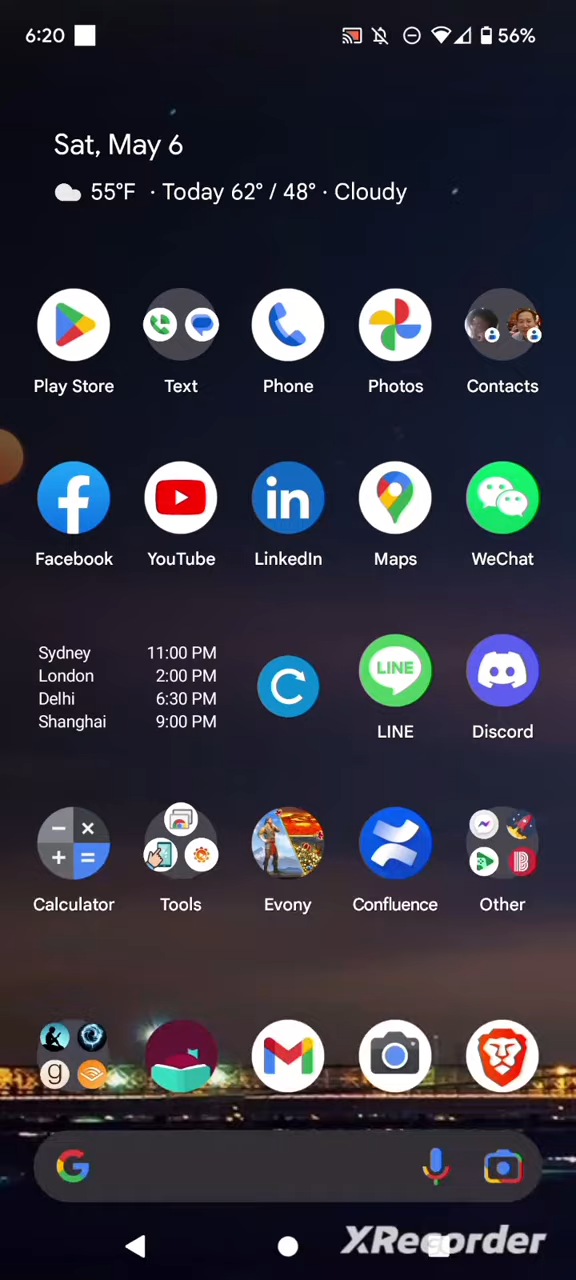 6:20 56%
Sat, May 6
55°F · Today 62° / 48° · Cloudy
Play Store Text Phone Photos Contacts
Facebook YouTube LinkedIn Maps WeChat
Sydney 11:00 PM
London 2:00 PM
Delhi 6:30 PM
Shanghai 9:00 PM
LINE
LINE Discord
Calculator Tools Evony Confluence Other
XRecorder